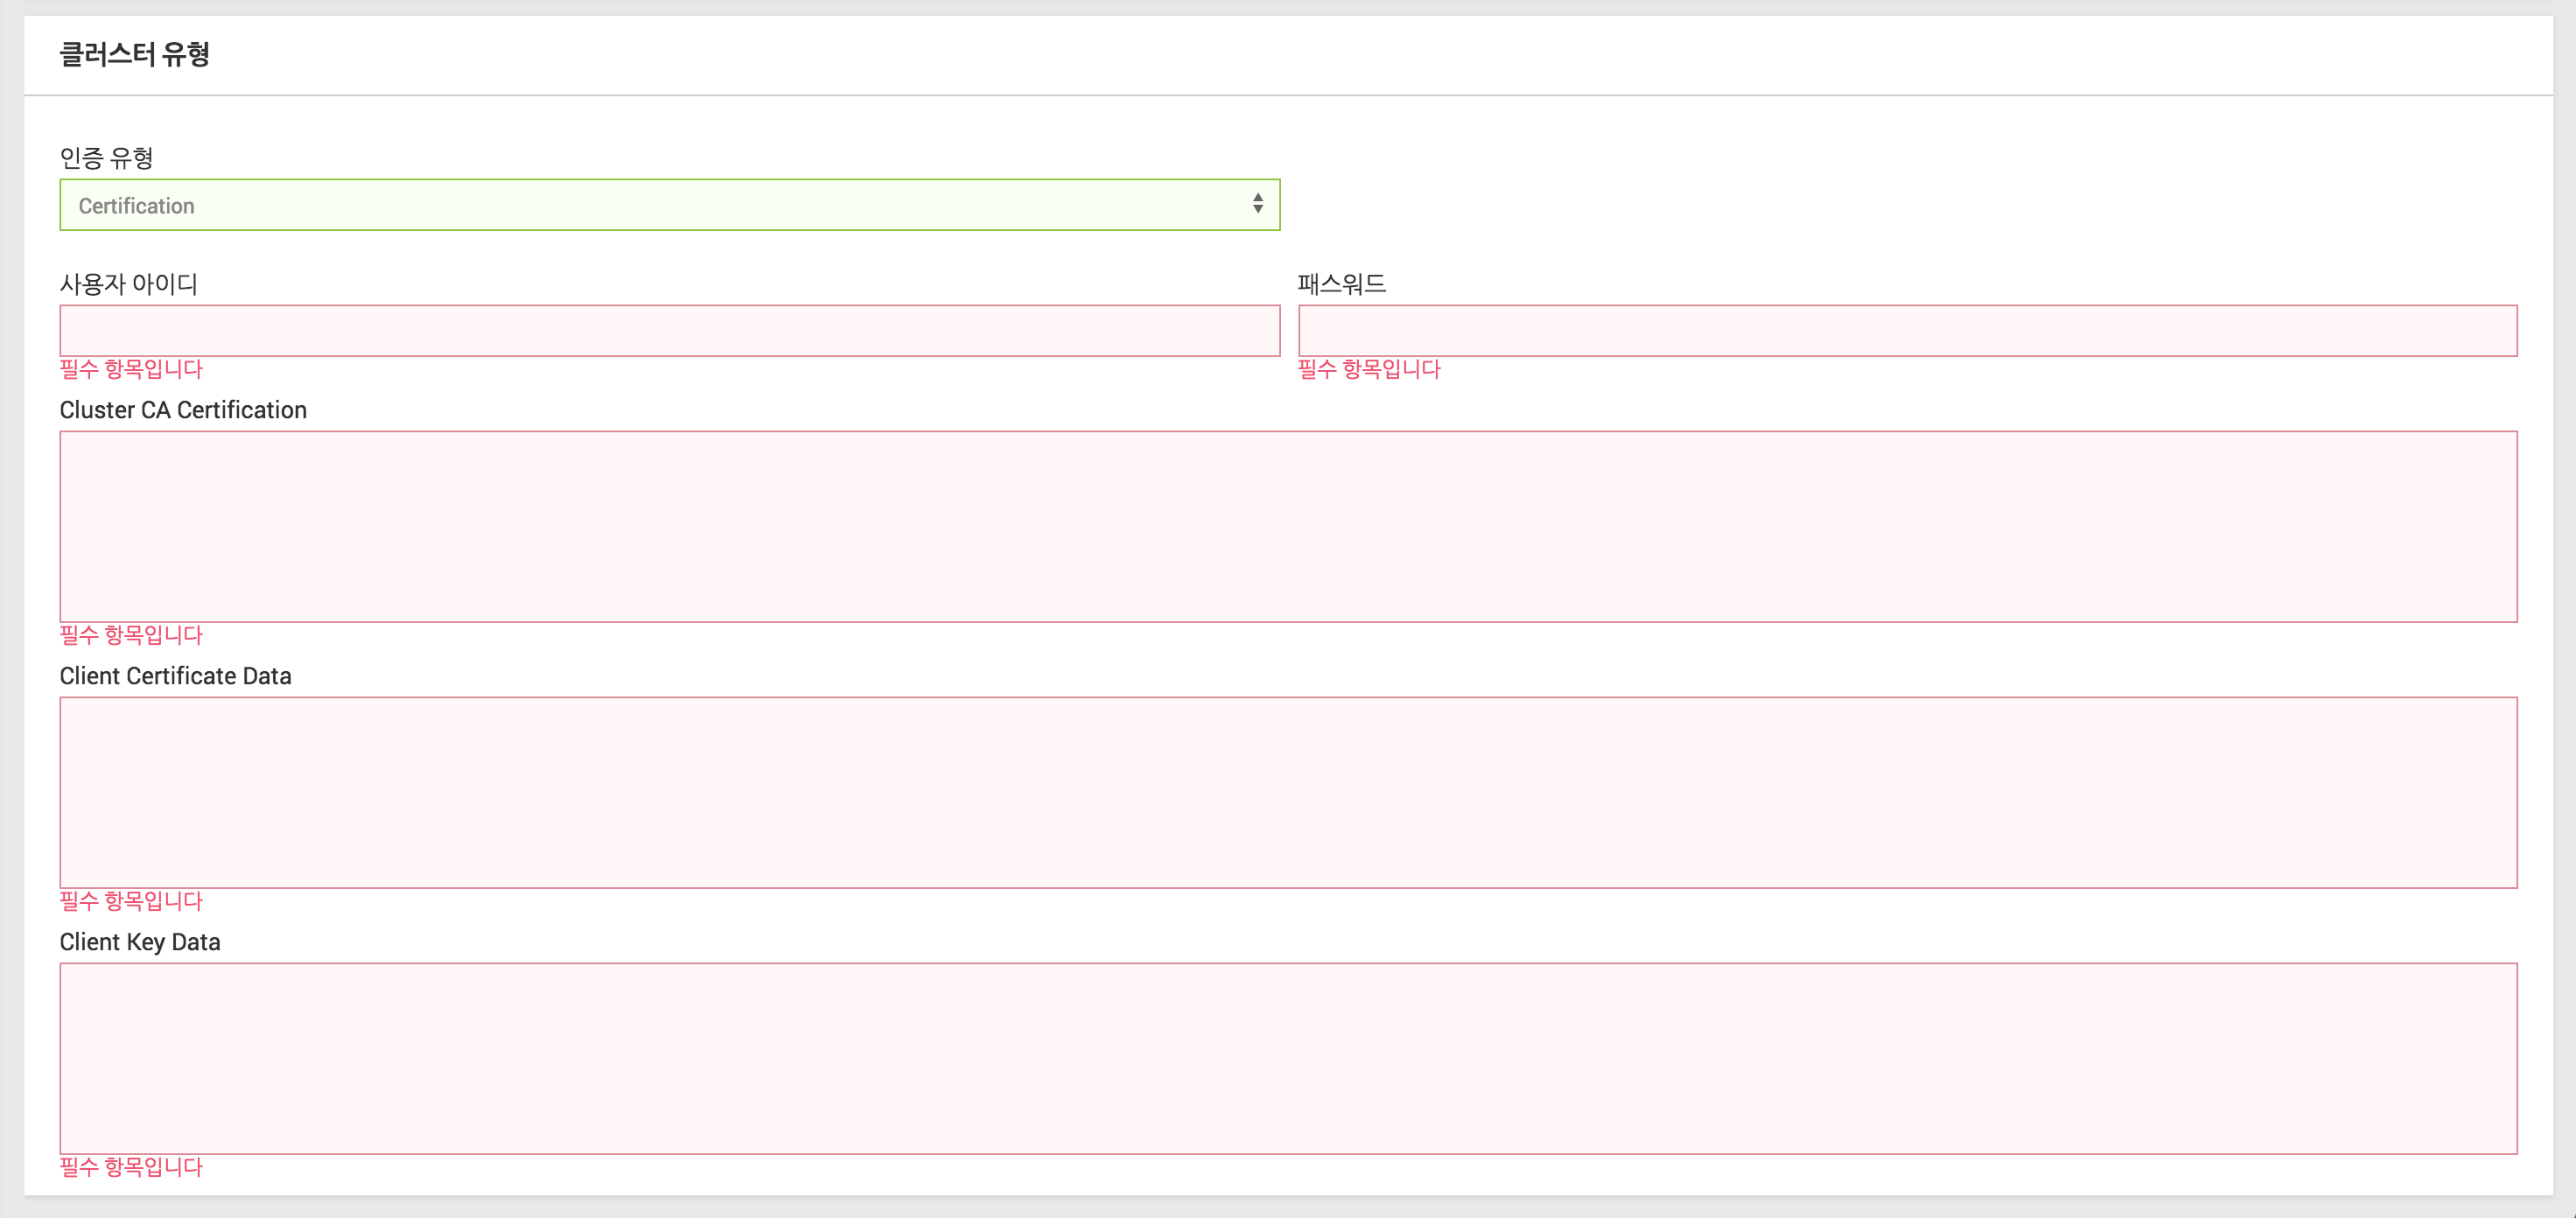 클러스터 유형
인증 유형
Certification
사용자 아이디
패스워드
필수 항목입니다
필수 항목입니다
Cluster CA Certification
필수 항목입니다
Client Certificate Data
필수 항목입니다
Client Key Data
필수 항목입니다